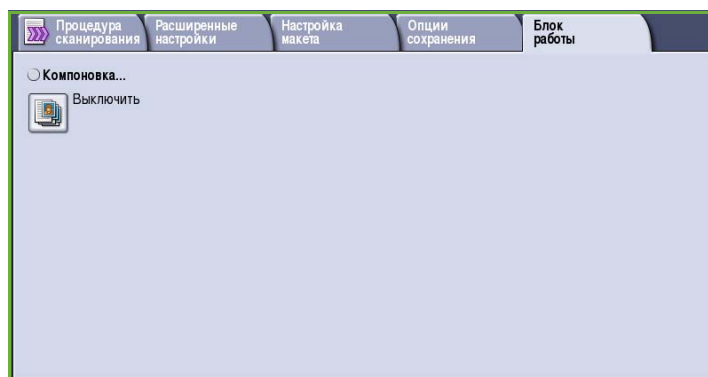 Процедура
сканирования
Расширенные
настройки
Настройка
макета
Опции
сохранения
Блок
работы
Компоновка...
Выключить